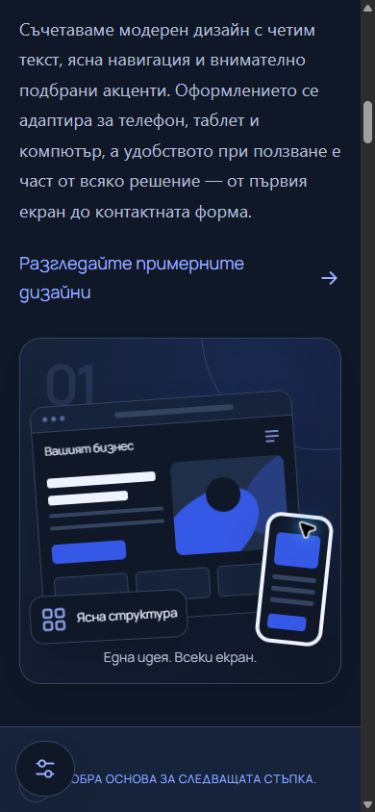 Съчетаваме модерен дизайн с четим
текст, ясна навигация и внимателно
подбрани акценти. Оформлението се
адаптира за телефон, таблет и
компютър, а удобството при ползване е
част от всяко решение — от първия
екран до контактната форма.
Разгледайте примерните
дизайни
01
Вашият бизнес
Ясна структура
Една идея. Всеки екран.
ОБРА ОСНОВА ЗА СЛЕДВАЩАТА СТЪПКА.